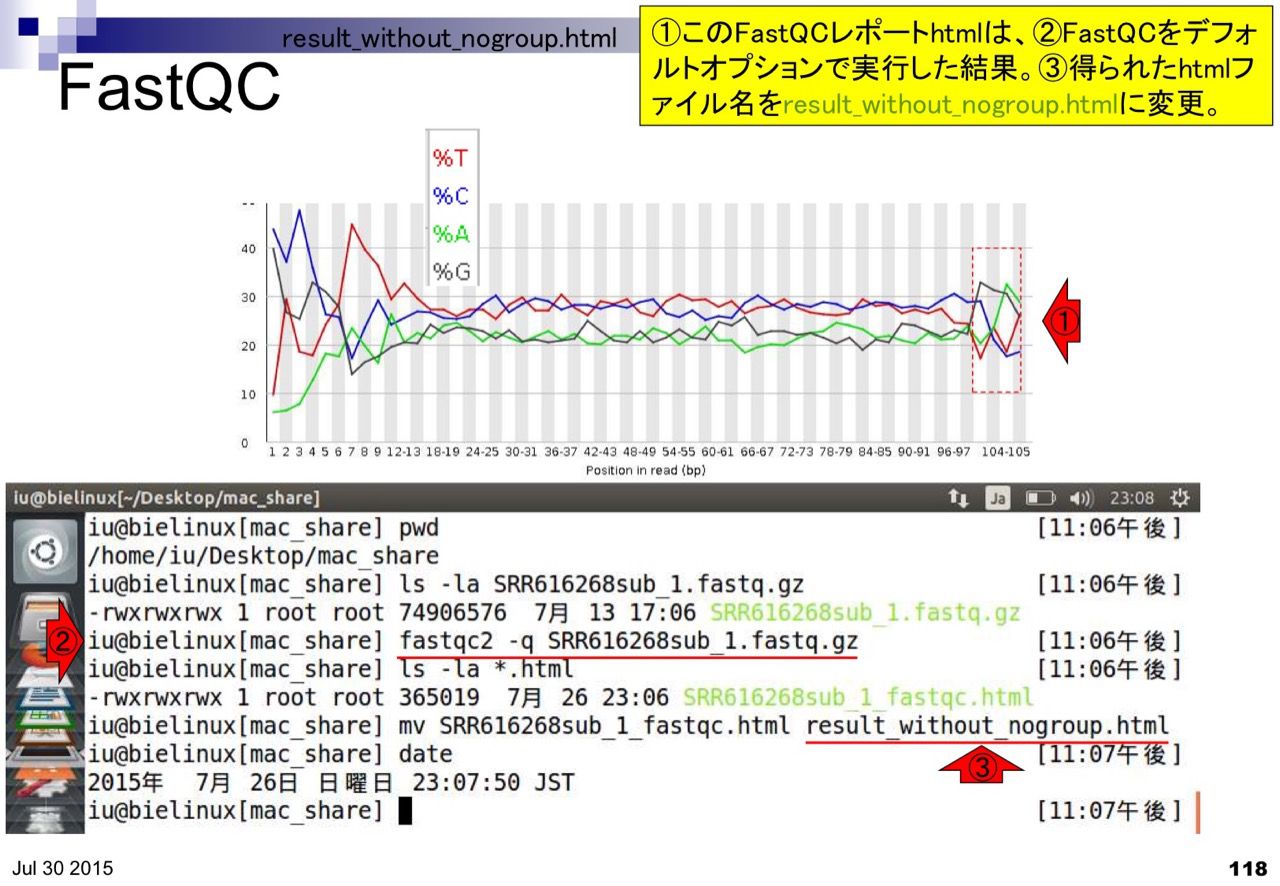 result_without_nogroup.html
FastQC
①このFastQCレポートhtmlは、②FastQCをデフォ
ルトオプションで実行した結果。③得られたhtmlフ
ァイル名をresult_without_nogroup.htmlに変更。
%T
%C
%A
%G
40
30
20
10
0
1 2 3 4 5 6 7 8 9 12-13 18-19 24-25 30-31 36-37 42-43 48-49 54-55 60-61 66-67 72-73 78-79 84-85 90-91 96-97 104-105
Position in read (bp)
①
iu@bielinux[~/Desktop/mac_share] Ja 23:08
iu@bielinux[mac_share] pwd [11:06午後]
/home/iu/Desktop/mac_share
iu@bielinux[mac_share] ls -la SRR616268sub_1.fastq.gz [11:06午後]
-rwxrwxrwx 1 root root 74906576 7月 13 17:06 SRR616268sub_1.fastq.gz
② iu@bielinux[mac_share] fastqc2 -q SRR616268sub_1.fastq.gz [11:06午後]
iu@bielinux[mac_share] ls -la *.html [11:06午後]
-rwxrwxrwx 1 root root 365019 7月 26 23:06 SRR616268sub_1_fastqc.html
iu@bielinux[mac_share] mv SRR616268sub_1_fastqc.html result_without_nogroup.html
iu@bielinux[mac_share] date [11:07午後]
③
2015年 7月 26日 日曜日 23:07:50 JST
iu@bielinux[mac_share] [11:07午後]
Jul 30 2015
118